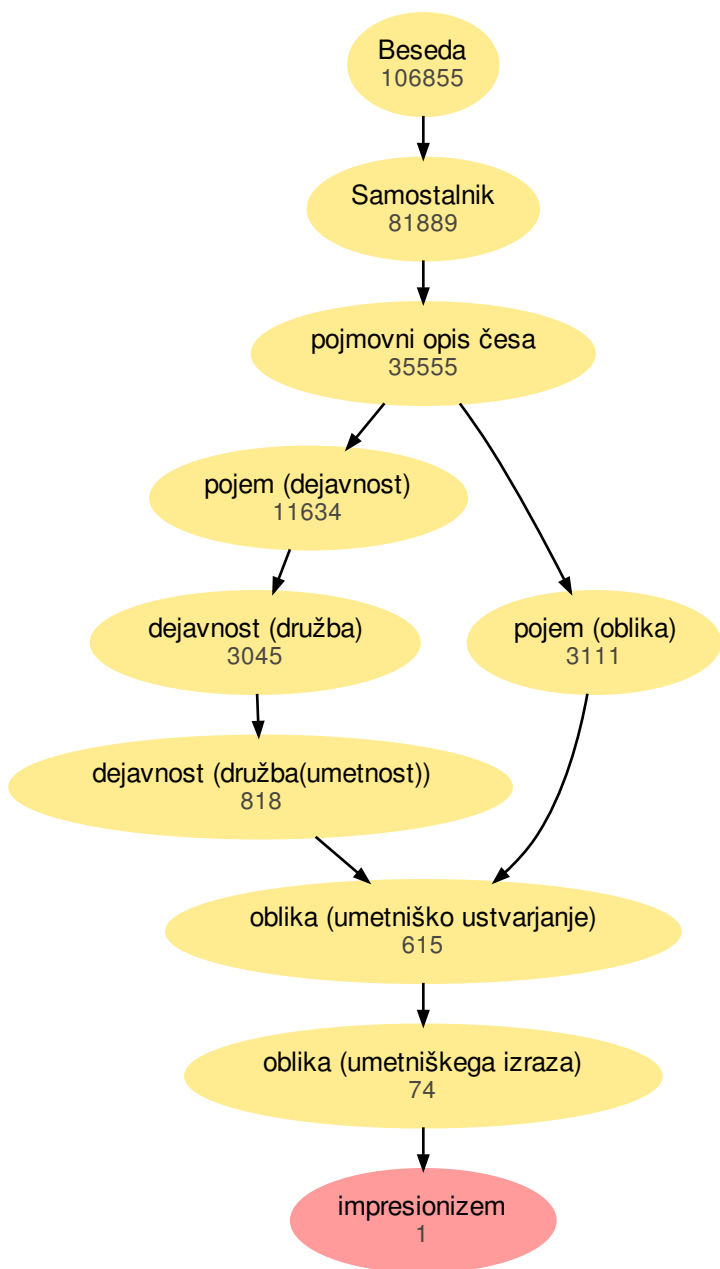 Beseda
106855
Samostalnik
81889
pojmovni opis česa
35555
pojem (dejavnost)
11634
dejavnost (družba)
3045
pojem (oblika)
3111
dejavnost (družba(umetnost))
818
oblika (umetniško ustvarjanje)
615
oblika (umetniškega izraza)
74
impresionizem
1